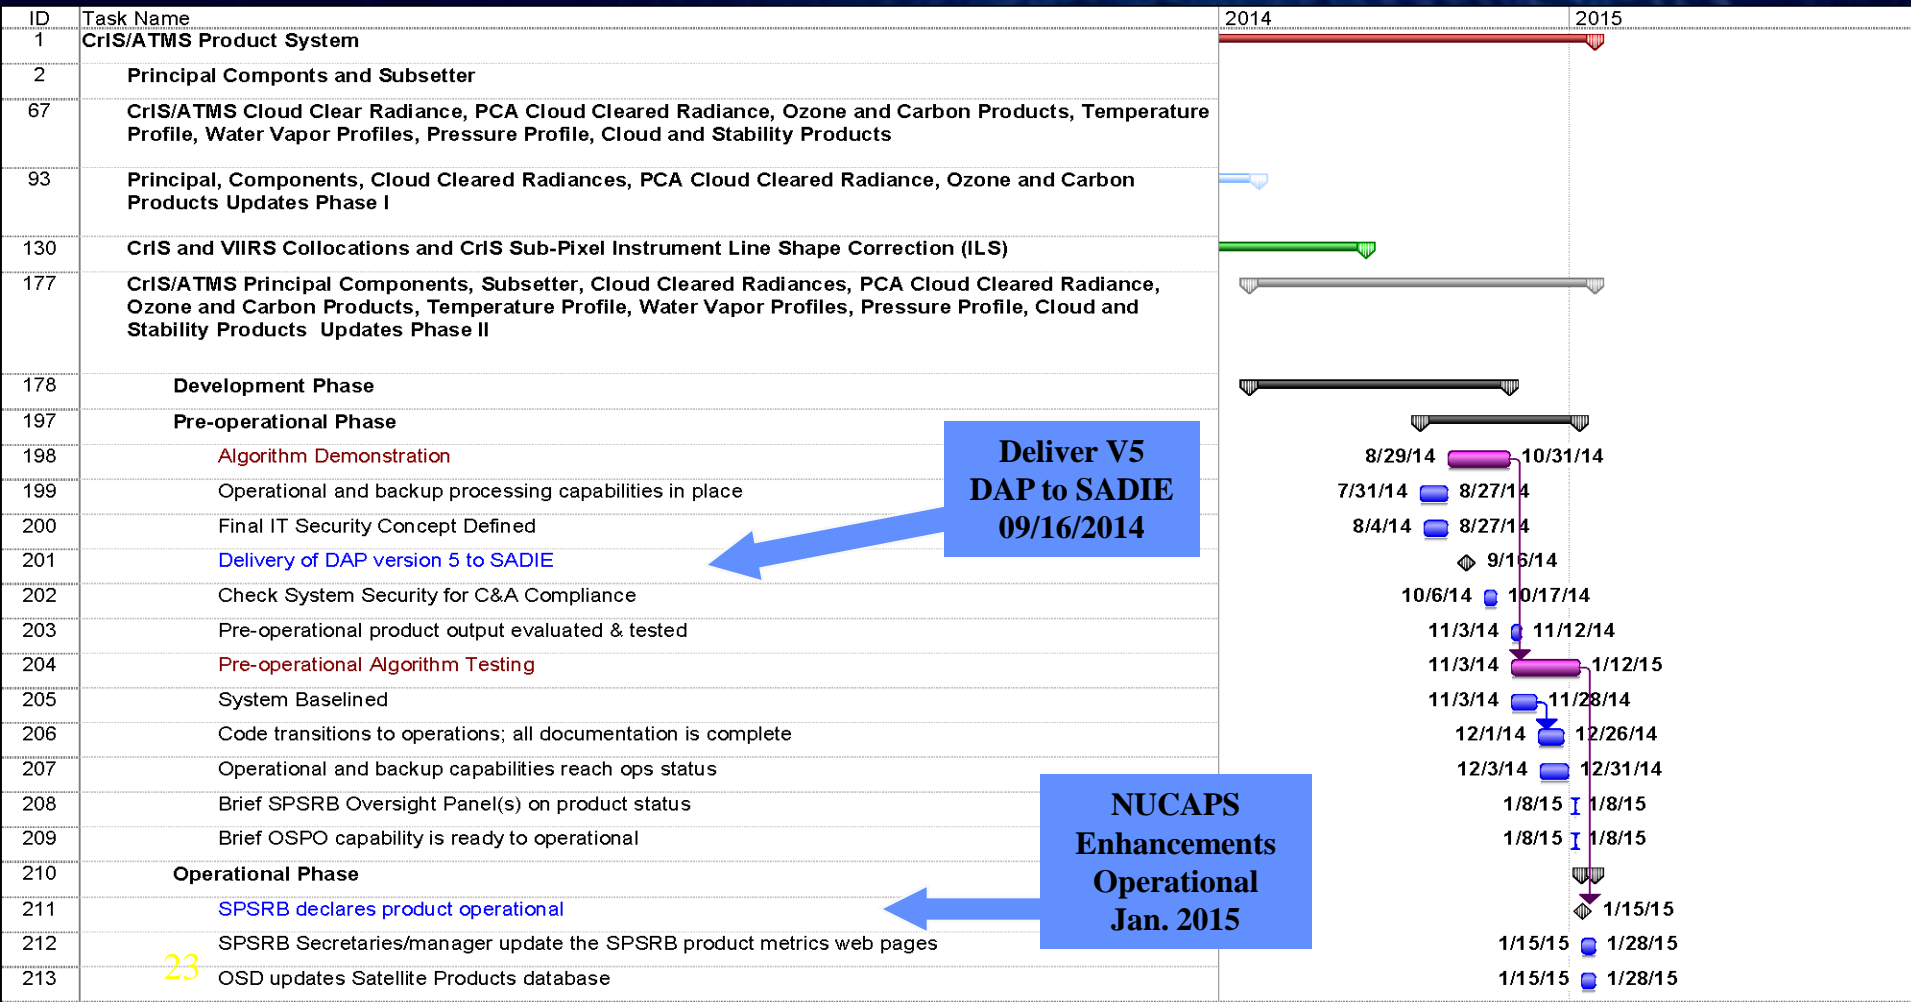 ID Task Name 2014 2015
1 CrIS/ATMS Product System
2 Principal Componts and Subsetter
67 CrIS/ATMS Cloud Clear Radiance, PCA Cloud Cleared Radiance, Ozone and Carbon Products, Temperature
Profile, Water Vapor Profiles, Pressure Profile, Cloud and Stability Products
93 Principal, Components, Cloud Cleared Radiances, PCA Cloud Cleared Radiance, Ozone and Carbon
Products Updates Phase I
130 CrIS and VIIRS Collocations and CrIS Sub-Pixel Instrument Line Shape Correction (ILS)
177 CrIS/ATMS Principal Components, Subsetter, Cloud Cleared Radiances, PCA Cloud Cleared Radiance,
Ozone and Carbon Products, Temperature Profile, Water Vapor Profiles, Pressure Profile, Cloud and
Stability Products Updates Phase II
178 Development Phase
197 Pre-operational Phase
198 Algorithm Demonstration 8/29/14 10/31/14
199 Operational and backup processing capabilities in place 7/31/14 8/27/14
200 Final IT Security Concept Defined 8/4/14 8/27/14
201 Delivery of DAP version 5 to SADIE 9/16/14
202 Check System Security for C&A Compliance 10/6/14 10/17/14
203 Pre-operational product output evaluated & tested 11/3/14 11/12/14
204 Pre-operational Algorithm Testing 11/3/14 1/12/15
205 System Baselined 11/3/14 11/28/14
206 Code transitions to operations; all documentation is complete 12/1/14 12/26/14
207 Operational and backup capabilities reach ops status 12/3/14 12/31/14
208 Brief SPSRB Oversight Panel(s) on product status 1/8/15 1/8/15
209 Brief OSPO capability is ready to operational 1/8/15 1/8/15
210 Operational Phase
211 SPSRB declares product operational 1/15/15
212 SPSRB Secretaries/manager update the SPSRB product metrics web pages 1/15/15 1/28/15
213 OSD updates Satellite Products database 1/15/15 1/28/15
Deliver V5
DAP to SADIE
09/16/2014
NUCAPS
Enhancements
Operational
Jan. 2015
23